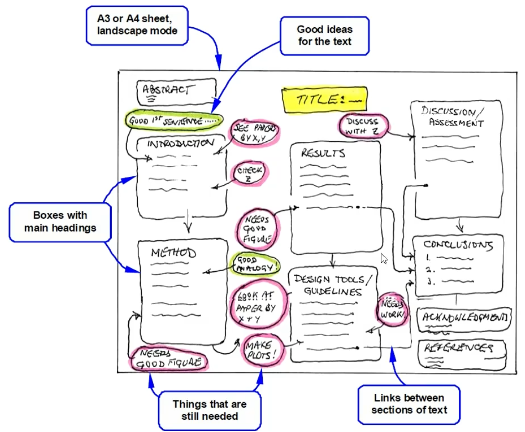 A3 or A4 sheet,
landscape mode
Good ideas
for the text
ABSTRACT
TITLE:
GOOD 1ST SENTENCE .....
INTRODUCTION
SEE PAPERS
BY X,Y
CHECK
Z
DISCUSS
WITH Z
DISCUSSION/
ASSESSMENT
RESULTS
Boxes with
main headings
NEEDS
GOOD
FIGURE
METHOD
GOOD
ANALOGY!
CONCLUSIONS
1.
2.
3.
DESIGN TOOLS/
GUIDELINES
LOOK AT
PAPER BY
X + Y
NEEDS
WORK!
ACKNOWLEDGMENTS
MAKE
PLOTS!
REFERENCES
NEEDS
GOOD FIGURE
Things that are
still needed
Links between
sections of text